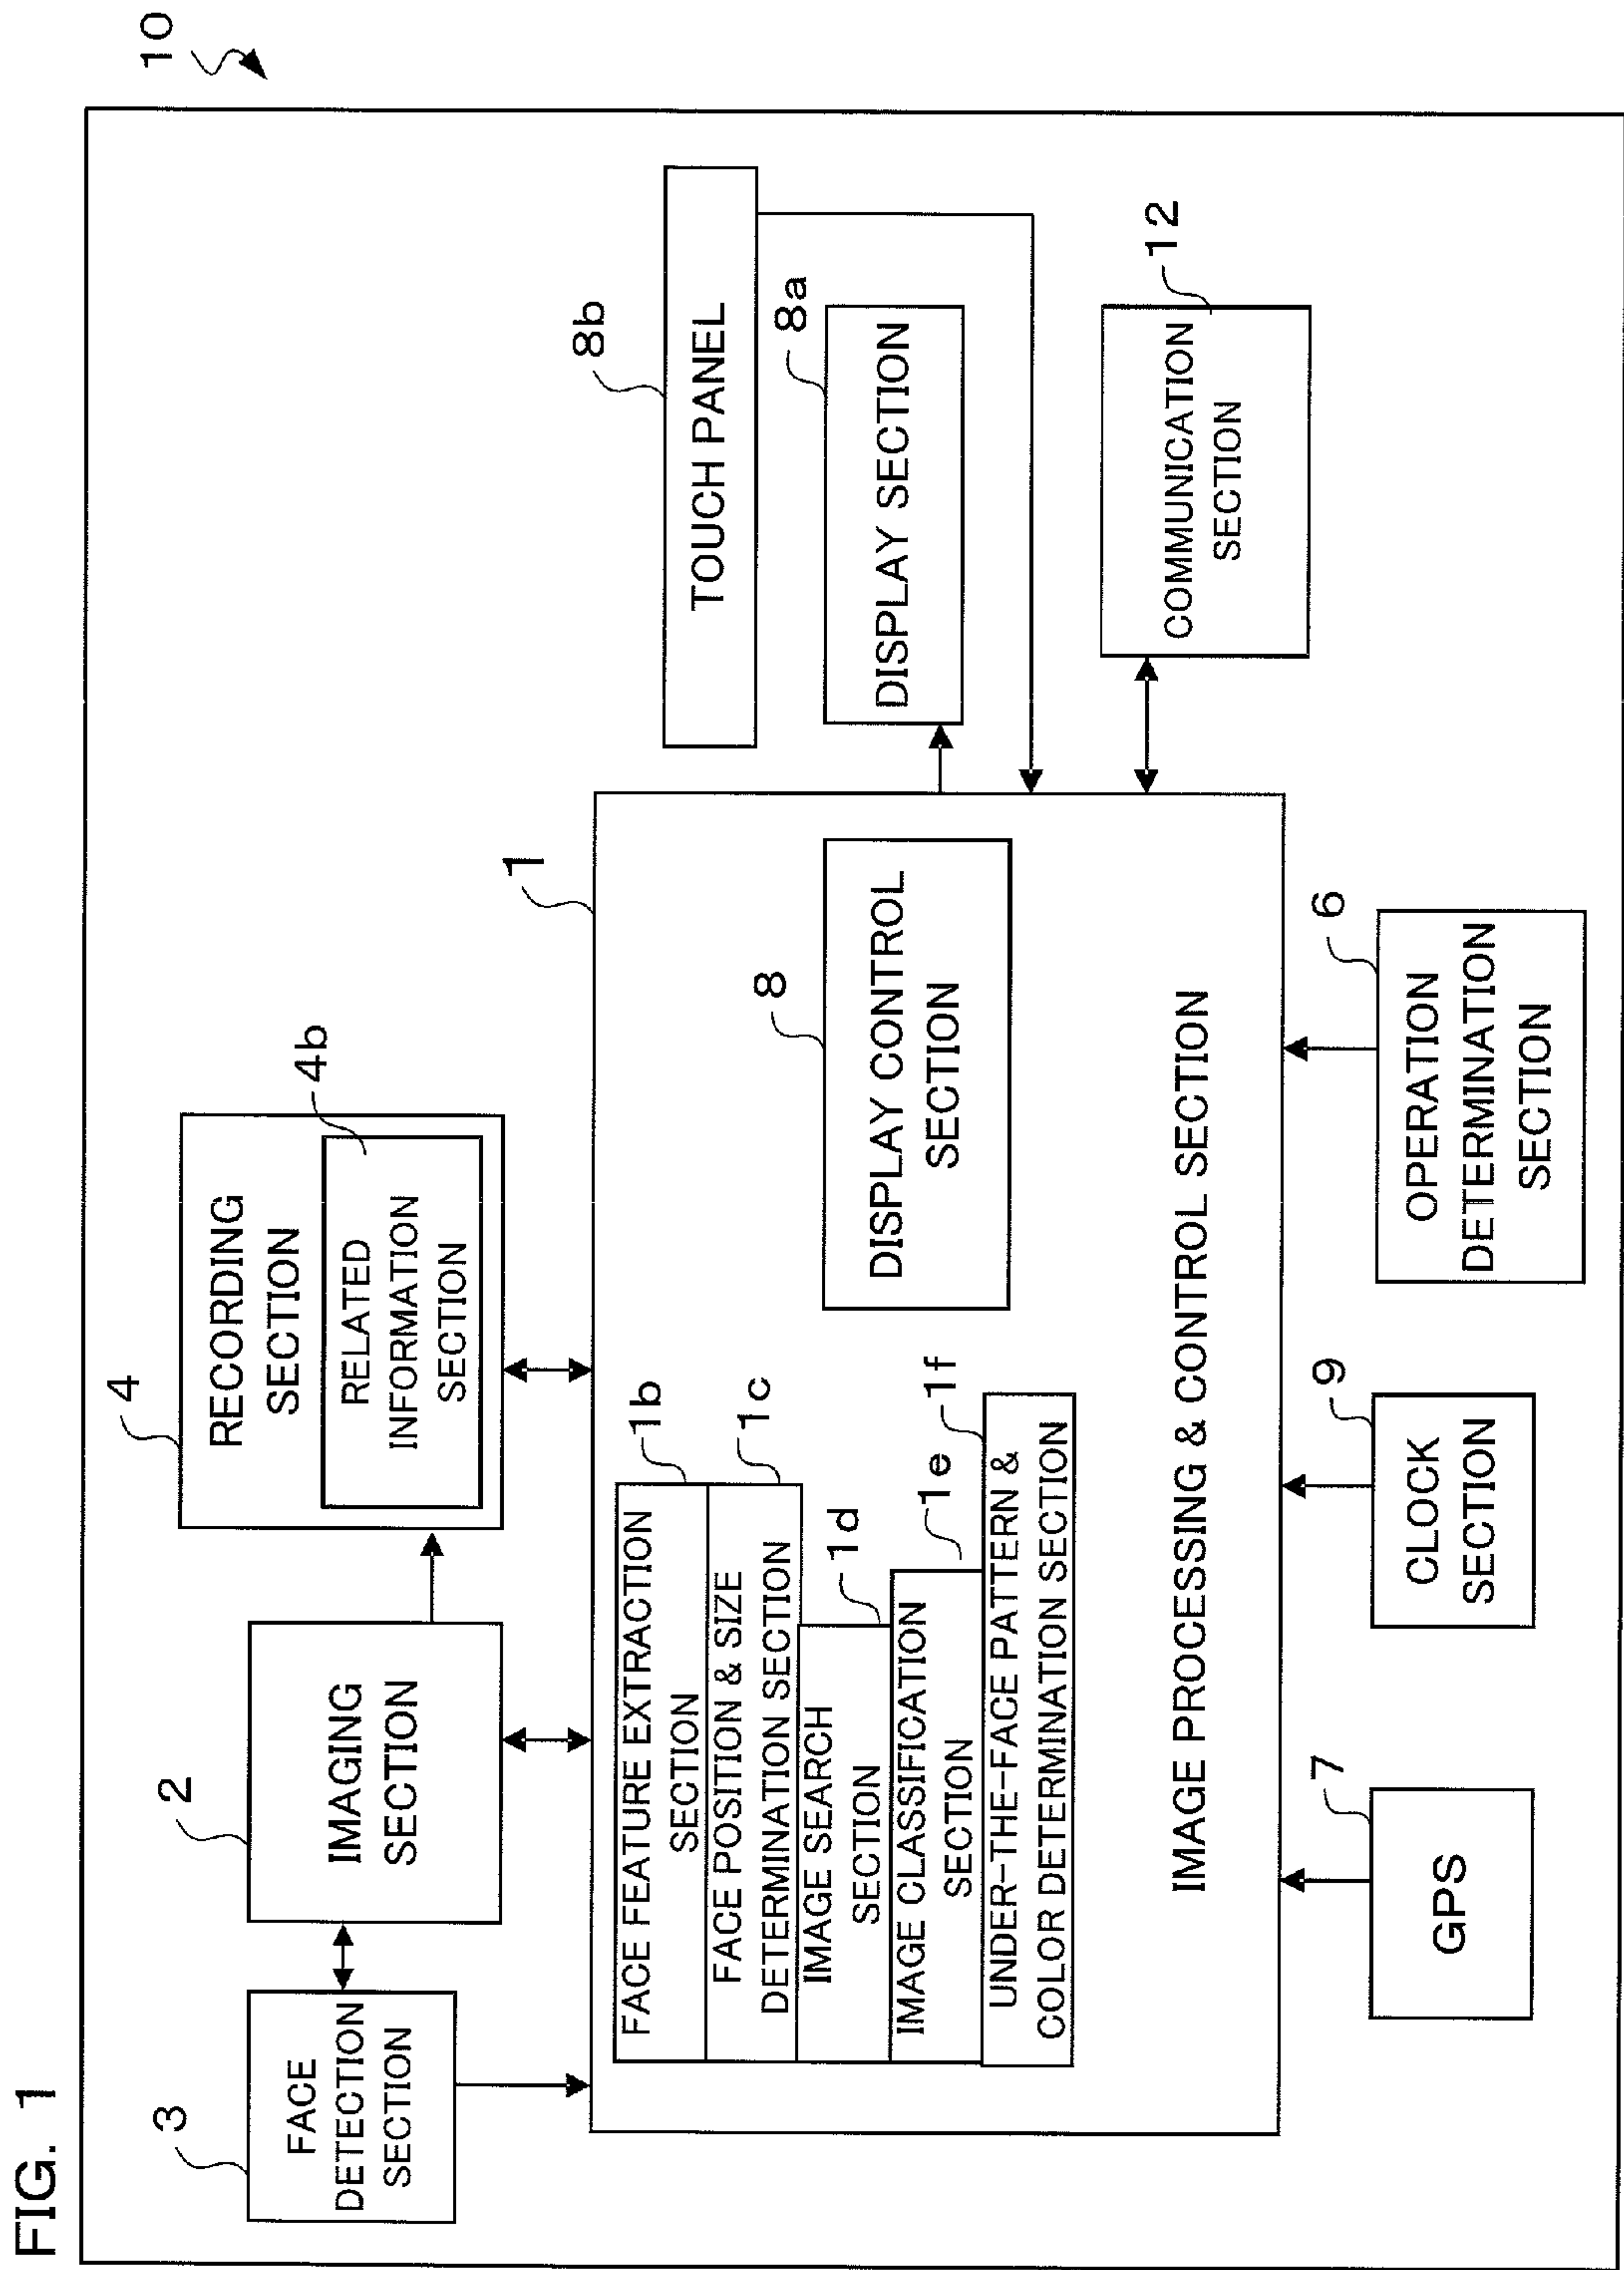 FIG. 1
10
3
FACE
DETECTION
SECTION
2
IMAGING
SECTION
4
RECORDING
SECTION
4b
RELATED
INFORMATION
SECTION
1
FACE FEATURE EXTRACTION
SECTION
1b
FACE POSITION & SIZE
DETERMINATION SECTION
1c
IMAGE SEARCH
SECTION
1d
IMAGE CLASSIFICATION
SECTION
1e
UNDER-THE-FACE PATTERN &
COLOR DETERMINATION SECTION
1f
8
DISPLAY CONTROL
SECTION
IMAGE PROCESSING & CONTROL SECTION
8b
TOUCH PANEL
8a
DISPLAY SECTION
12
COMMUNICATION
SECTION
7
GPS
9
CLOCK
SECTION
6
OPERATION
DETERMINATION
SECTION